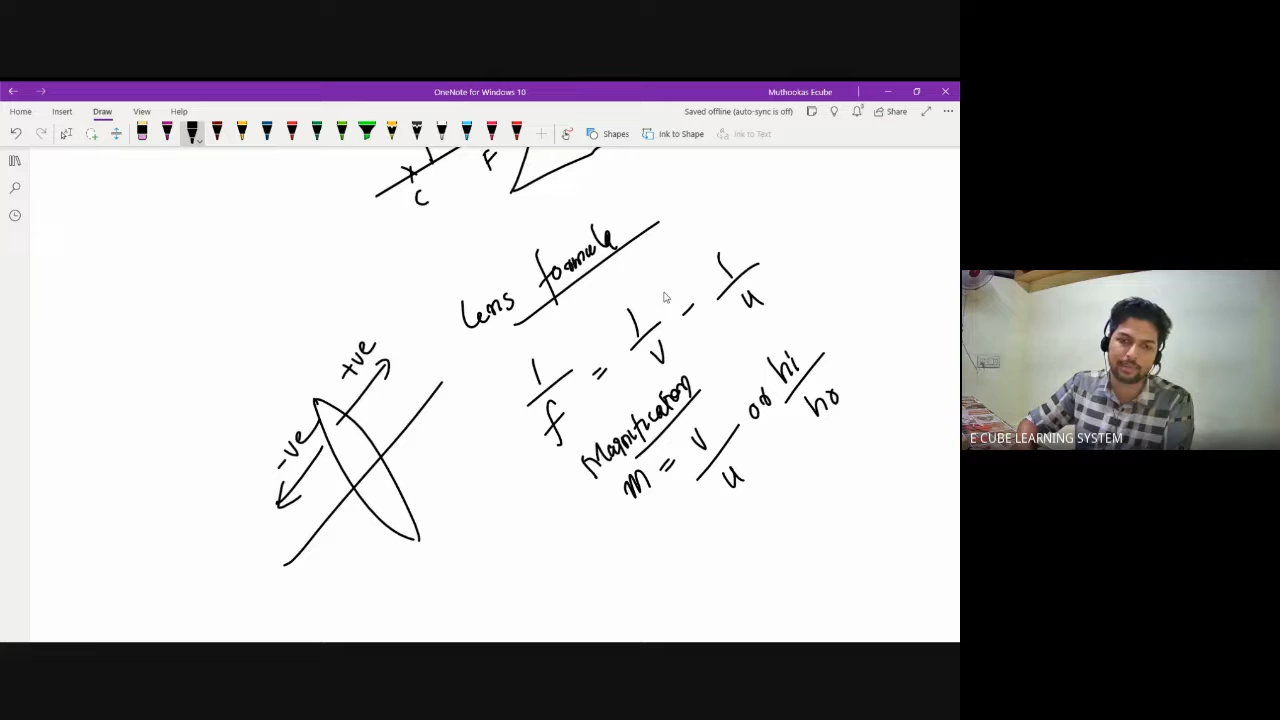 OneNote for Windows 10
Muthookas Ecube
Home Insert Draw View Help
Saved offline (auto-sync is off)
Share
Shapes
Ink to Shape
Ink to Text
C
F
Lens formula
1/f = 1/v - 1/u
+ve
-ve
Magnification
m = v/u or hi/ho
E CUBE LEARNING SYSTEM